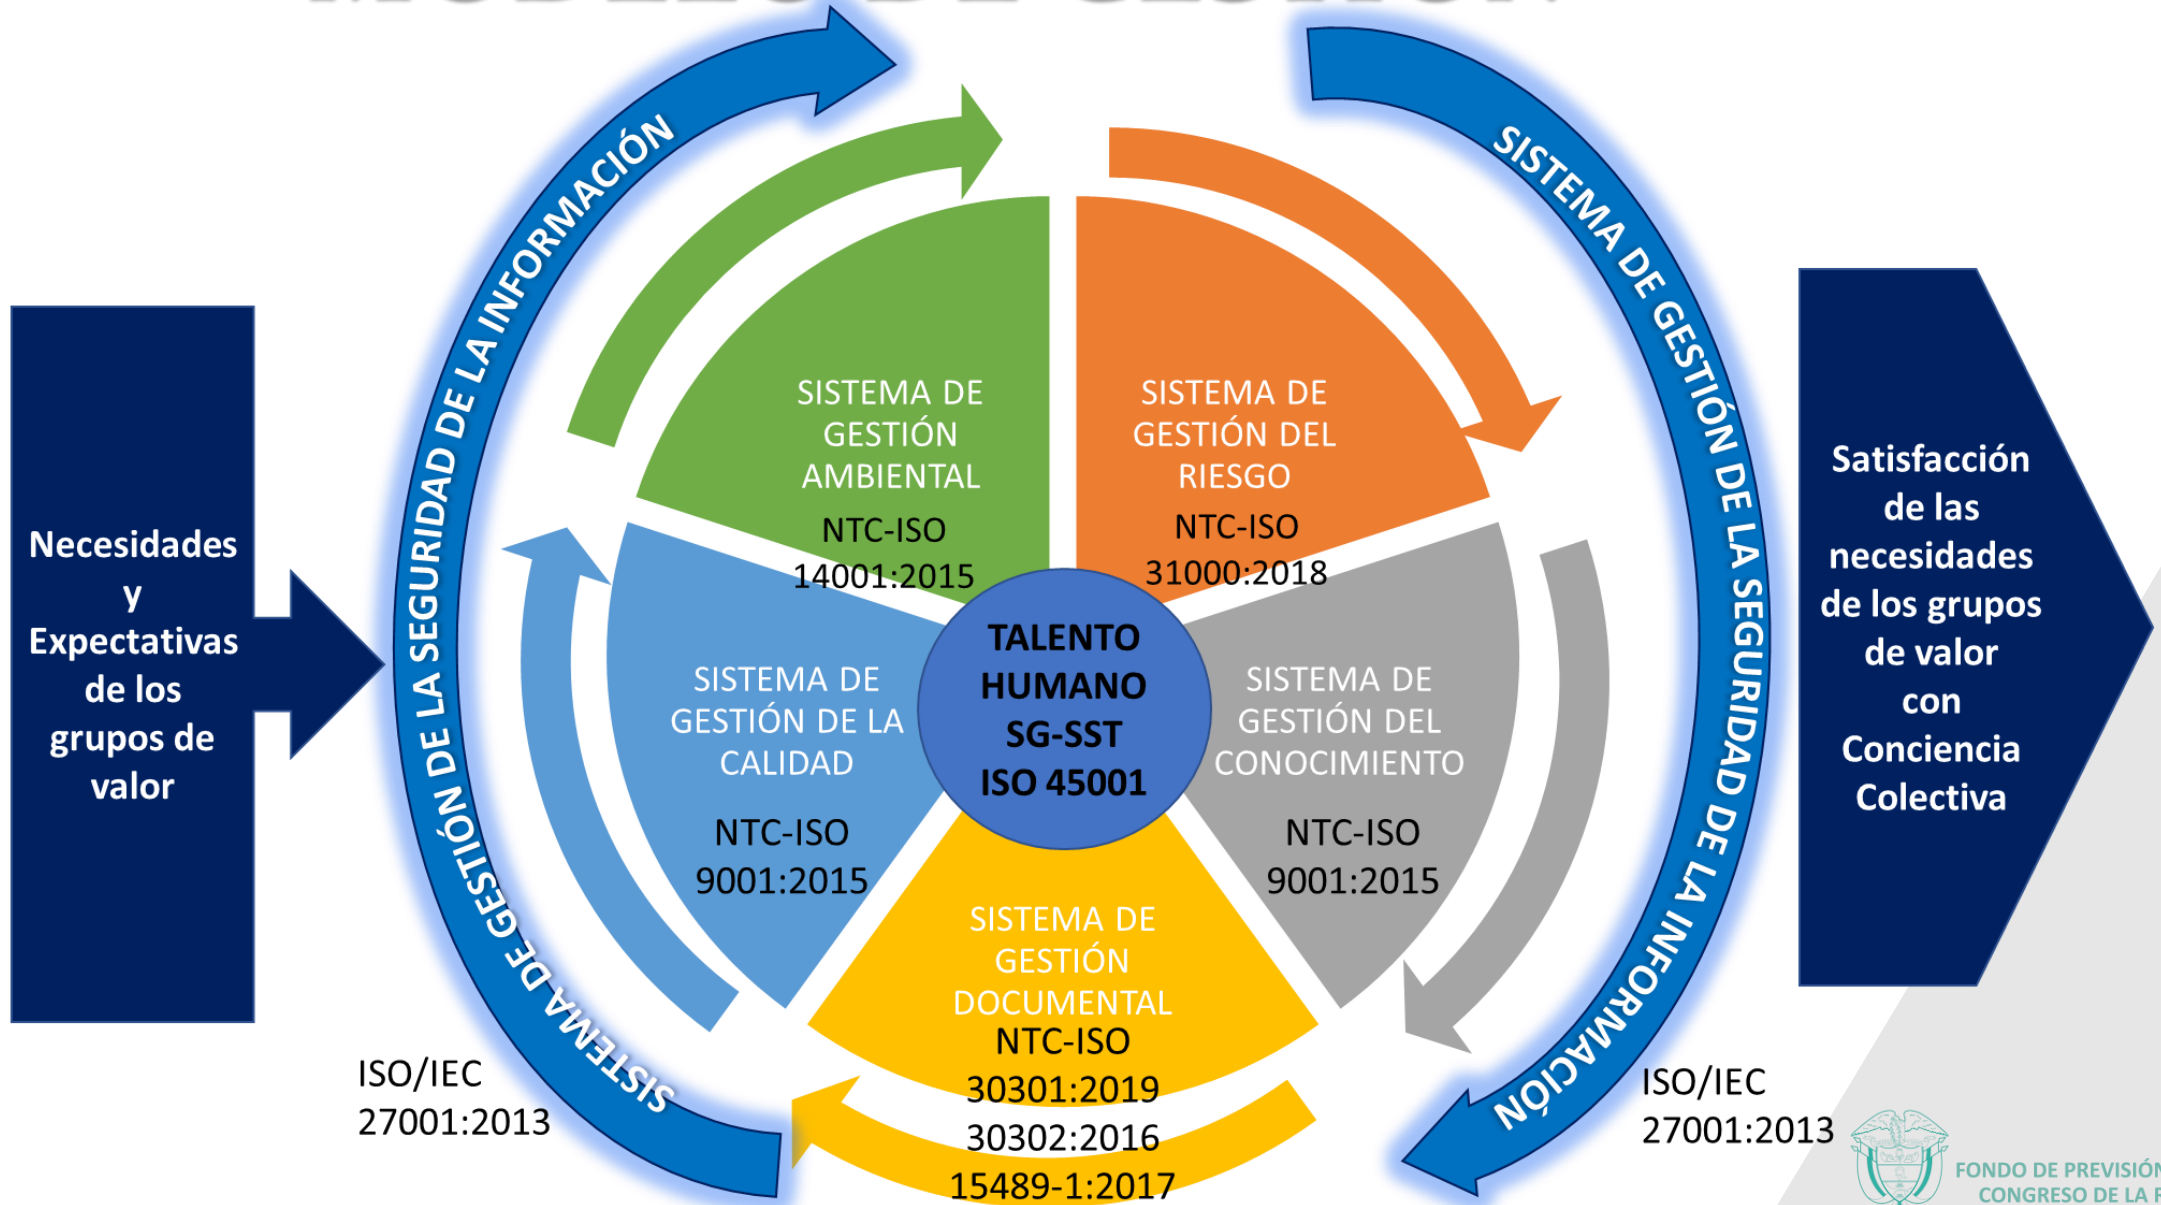 MODELO DE GESTIÓN
SISTEMA DE GESTIÓN DE LA SEGURIDAD DE LA INFORMACIÓN
SISTEMA DE GESTIÓN DE LA SEGURIDAD DE LA INFORMACIÓN
Necesidades
y
Expectativas
de los
grupos de
valor
SISTEMA DE
GESTIÓN
AMBIENTAL
NTC-ISO
14001:2015
SISTEMA DE
GESTIÓN DEL
RIESGO
NTC-ISO
31000:2018
SISTEMA DE
GESTIÓN DE LA
CALIDAD
NTC-ISO
9001:2015
TALENTO
HUMANO
SG-SST
ISO 45001
SISTEMA DE
GESTIÓN DEL
CONOCIMIENTO
NTC-ISO
9001:2015
SISTEMA DE
GESTIÓN
DOCUMENTAL
NTC-ISO
30301:2019
30302:2016
15489-1:2017
Satisfacción
de las
necesidades
de los grupos
de valor
con
Conciencia
Colectiva
ISO/IEC
27001:2013
ISO/IEC
27001:2013
FONDO DE PREVISIÓN
CONGRESO DE LA R